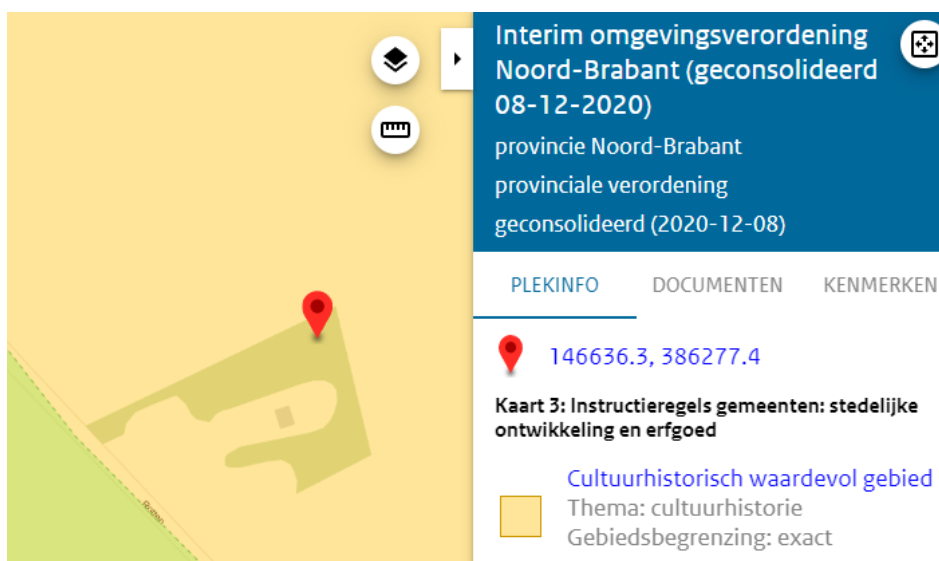 Interim omgevingsverordening
Noord-Brabant (geconsolideerd
08-12-2020)
provincie Noord-Brabant
provinciale verordening
geconsolideerd (2020-12-08)
PLEKINFO DOCUMENTEN KENMERKEN
146636.3, 386277.4
Kaart 3: Instructieregels gemeenten: stedelijke
ontwikkeling en erfgoed
Cultuurhistorisch waardevol gebied
Thema: cultuurhistorie
Gebiedsbegrenzing: exact